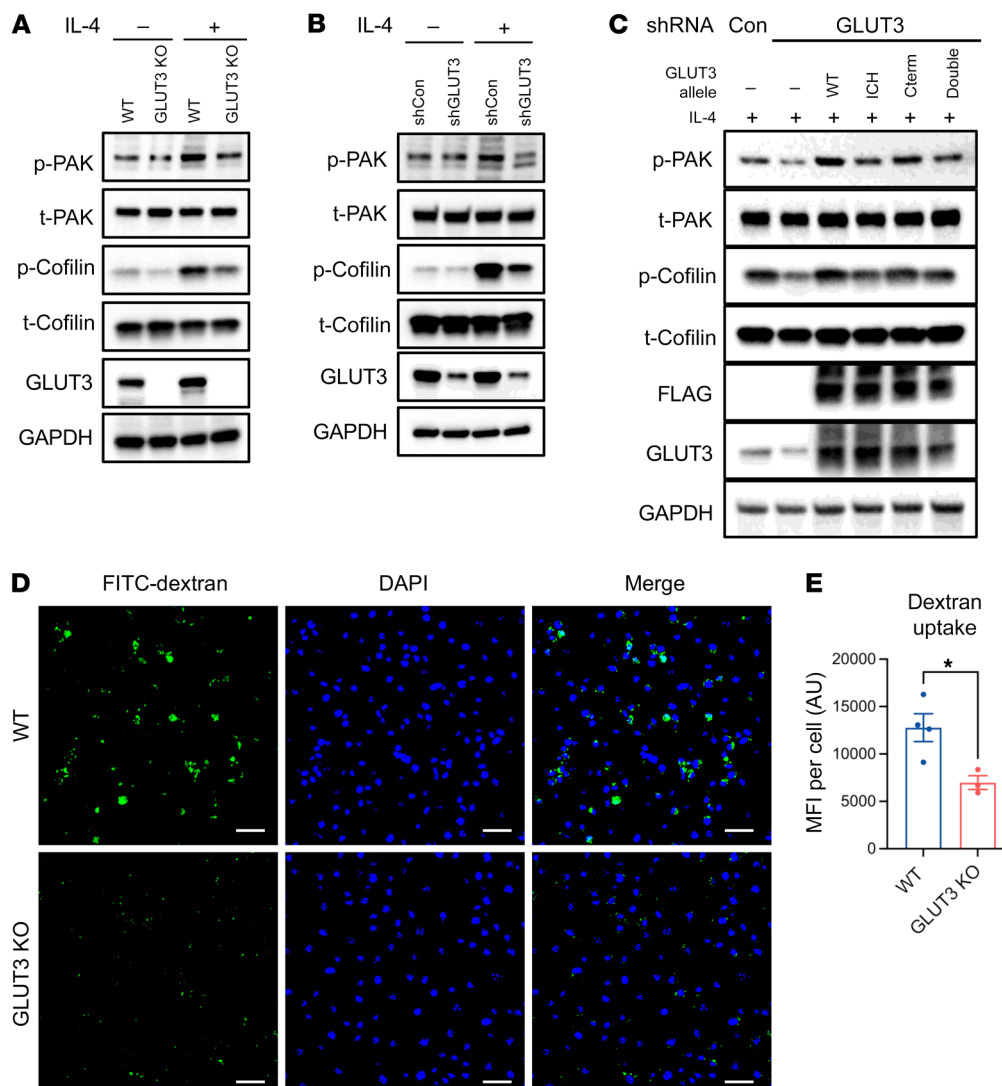 A
IL-4 – +
WT GLUT3 KO WT GLUT3 KO
p-PAK
t-PAK
p-Cofilin
t-Cofilin
GLUT3
GAPDH
B
IL-4 – +
shCon shGLUT3 shCon shGLUT3
p-PAK
t-PAK
p-Cofilin
t-Cofilin
GLUT3
GAPDH
C
shRNA Con GLUT3
GLUT3
allele
– – WT ICH Cterm Double
IL-4 + + + + + +
p-PAK
t-PAK
p-Cofilin
t-Cofilin
FLAG
GLUT3
GAPDH
D
FITC-dextran DAPI Merge
WT
GLUT3 KO
E
Dextran
uptake
*
MFI per cell (AU)
20000
15000
10000
5000
0
WT
GLUT3 KO